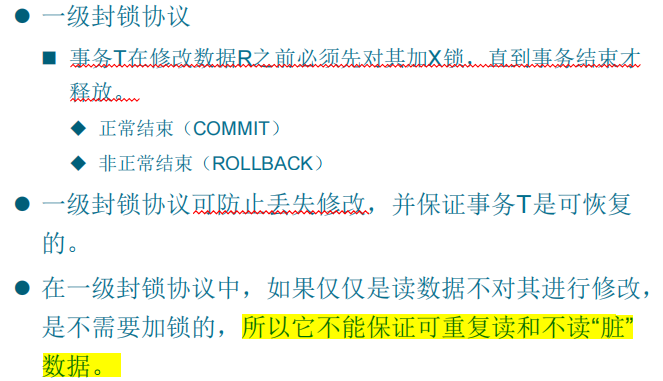 一级封锁协议
事务T在修改数据R之前必须先对其加X锁，直到事务结束才
释放。
正常结束（COMMIT）
非正常结束（ROLLBACK）
一级封锁协议可防止丢失修改，并保证事务T是可恢复
的。
在一级封锁协议中，如果仅仅是读数据不对其进行修改，
是不需要加锁的，所以它不能保证可重复读和不读“脏”
数据。